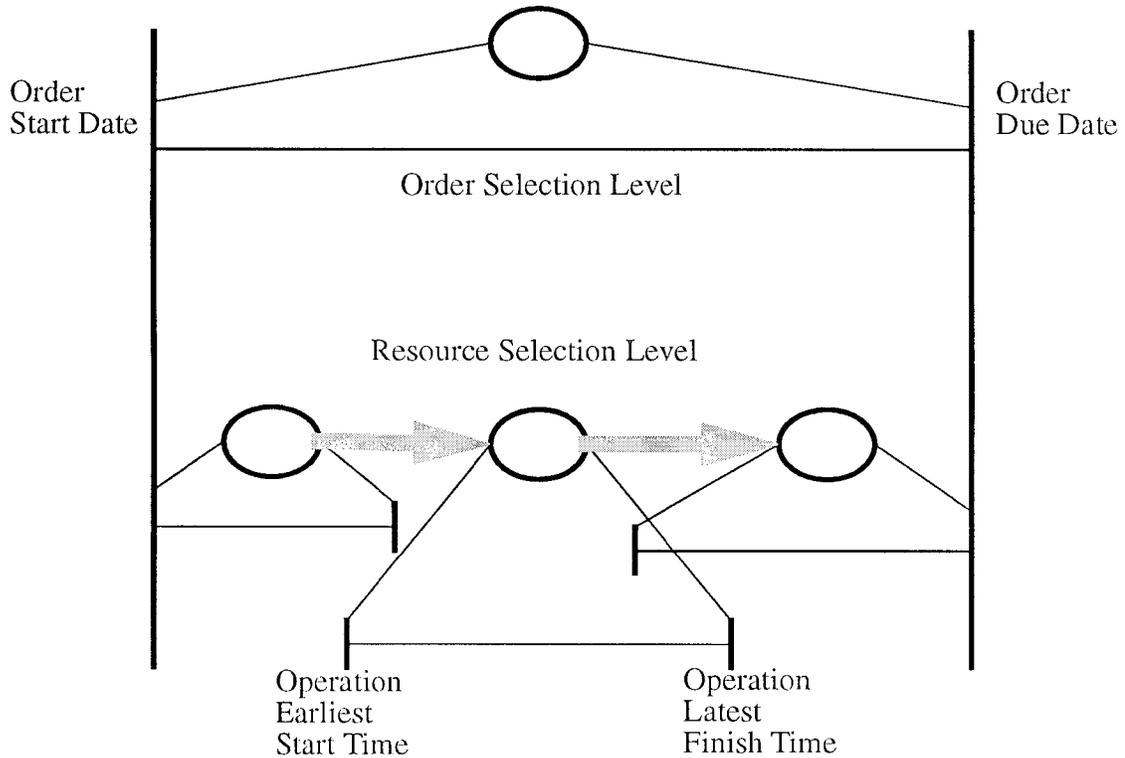 Order
Start Date
Order
Due Date
Order Selection Level
Resource Selection Level
Operation
Earliest
Start Time
Operation
Latest
Finish Time